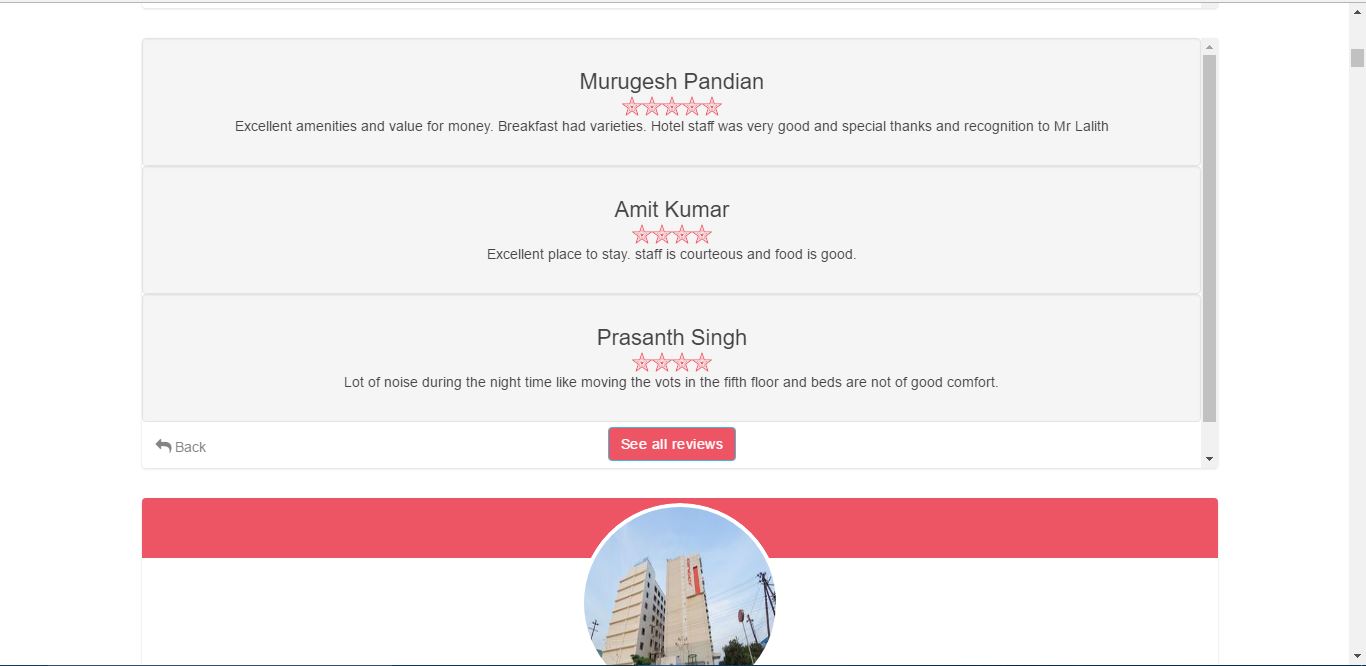 Murugesh Pandian
Excellent amenities and value for money. Breakfast had varieties. Hotel staff was very good and special thanks and recognition to Mr Lalith
Amit Kumar
Excellent place to stay. staff is courteous and food is good.
Prasanth Singh
Lot of noise during the night time like moving the vots in the fifth floor and beds are not of good comfort.
Back
See all reviews